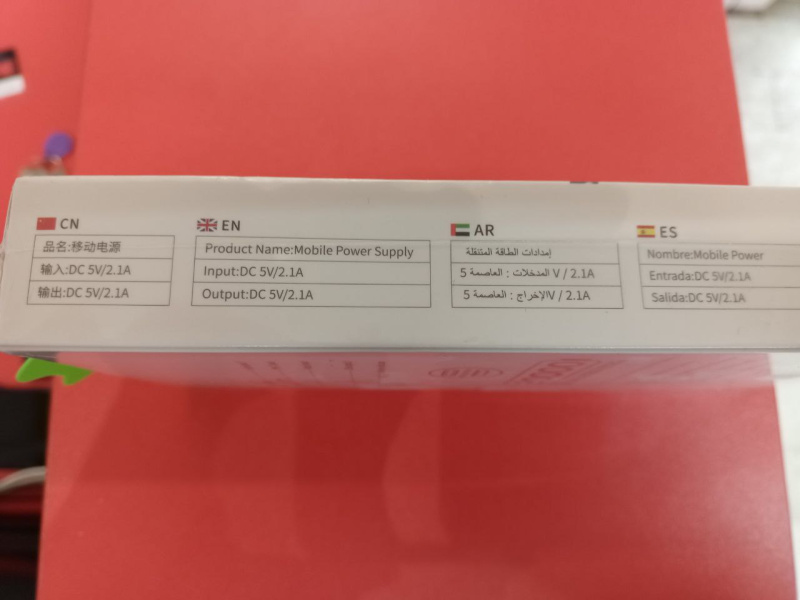 CN
品名:移动电源
输入:DC 5V/2.1A
输出:DC 5V/2.1A
EN
Product Name:Mobile Power Supply
Input:DC 5V/2.1A
Output:DC 5V/2.1A
AR
إمدادات الطاقة المتنقلة
المدخلات : العاصمة 5 V / 2.1A
الإخراج : العاصمة 5 V / 2.1A
ES
Nombre:Mobile Power
Entrada:DC 5V/2.1A
Salida:DC 5V/2.1A